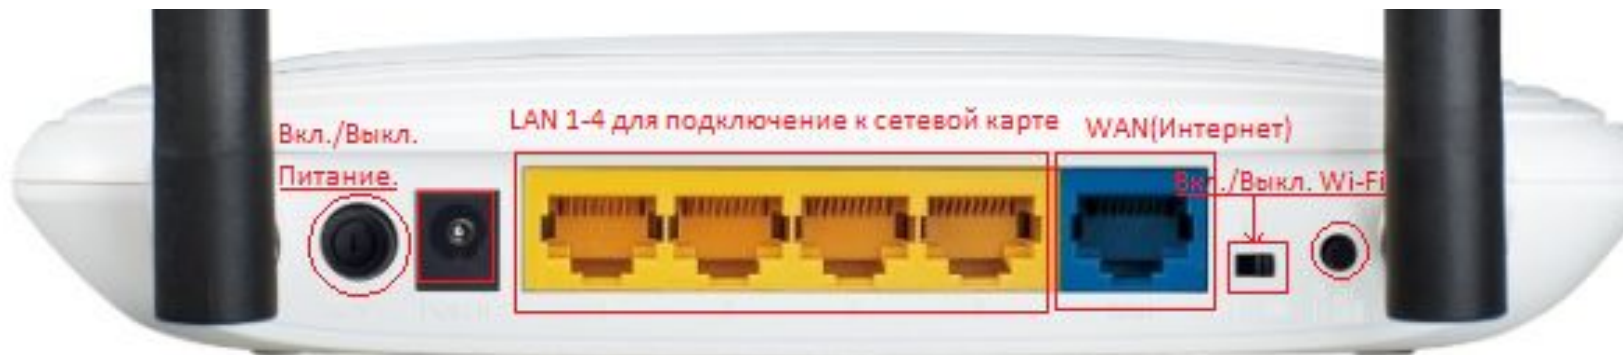 Вкл./Выкл.
Питание.
LAN 1-4 для подключение к сетевой карте
WAN(Интернет)
Вкл./Выкл. Wi-Fi